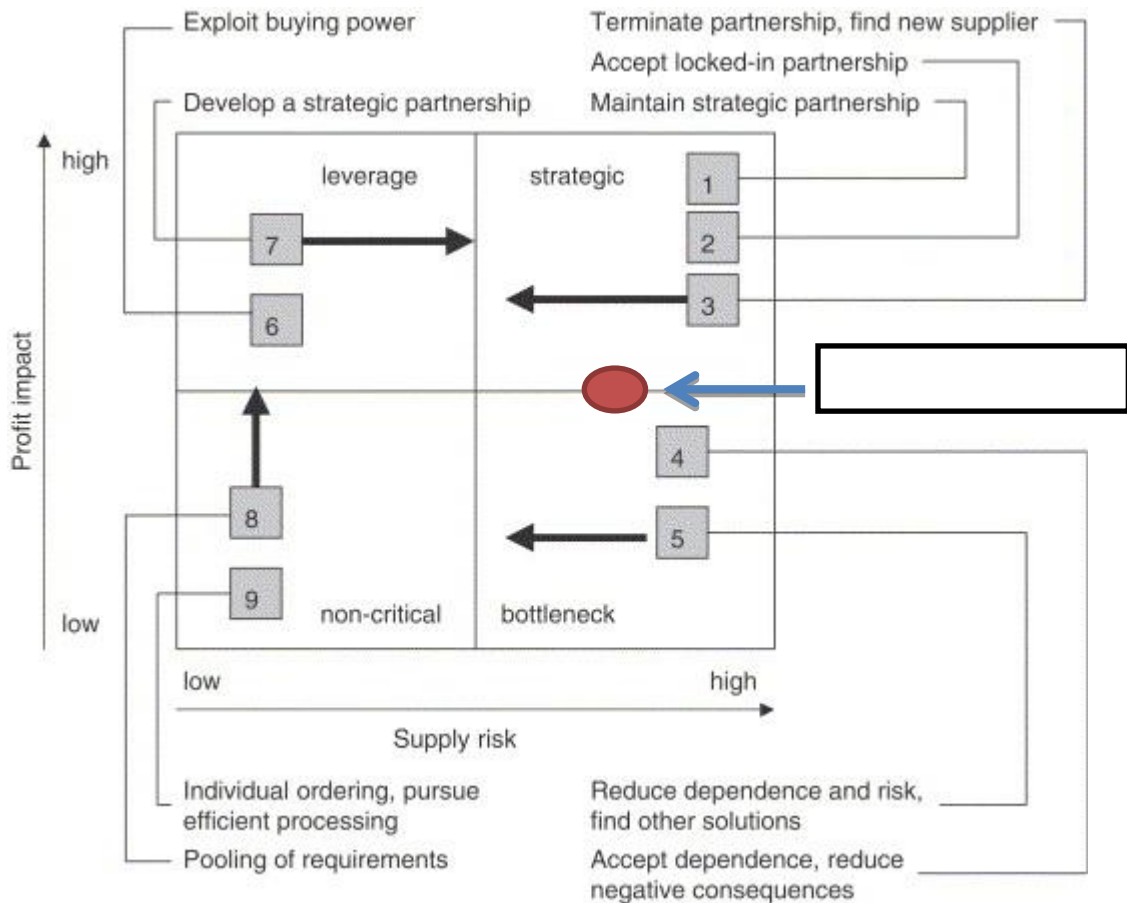 Exploit buying power
Terminate partnership, find new supplier
Accept locked-in partnership
Develop a strategic partnership
Maintain strategic partnership
high
leverage
strategic
1
7
2
6
3
Profit impact
4
8
5
9
low
non-critical
bottleneck
low
high
Supply risk
Individual ordering, pursue
efficient processing
Pooling of requirements
Reduce dependence and risk,
find other solutions
Accept dependence, reduce
negative consequences